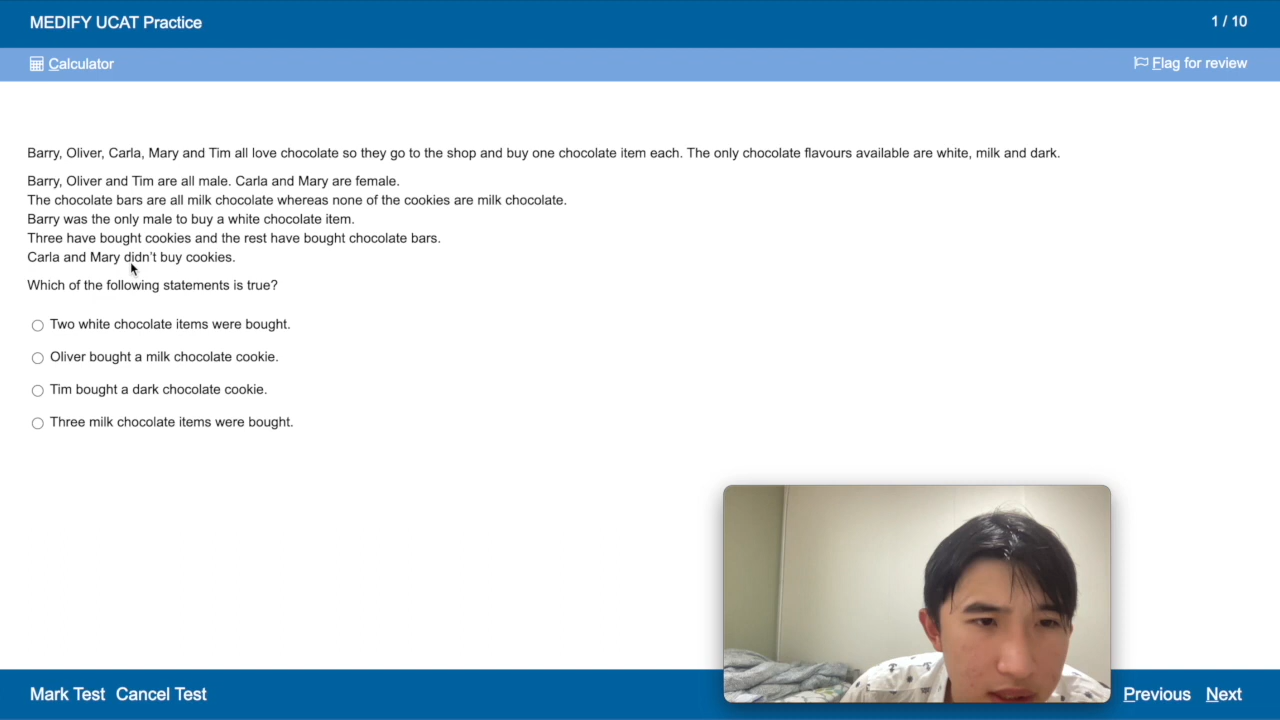 MEDIFY UCAT Practice
1 / 10
Calculator
Flag for review
Barry, Oliver, Carla, Mary and Tim all love chocolate so they go to the shop and buy one chocolate item each. The only chocolate flavours available are white, milk and dark.
Barry, Oliver and Tim are all male. Carla and Mary are female.
The chocolate bars are all milk chocolate whereas none of the cookies are milk chocolate.
Barry was the only male to buy a white chocolate item.
Three have bought cookies and the rest have bought chocolate bars.
Carla and Mary didn't buy cookies.
Which of the following statements is true?
Two white chocolate items were bought.
Oliver bought a milk chocolate cookie.
Tim bought a dark chocolate cookie.
Three milk chocolate items were bought.
Mark Test Cancel Test
Previous Next